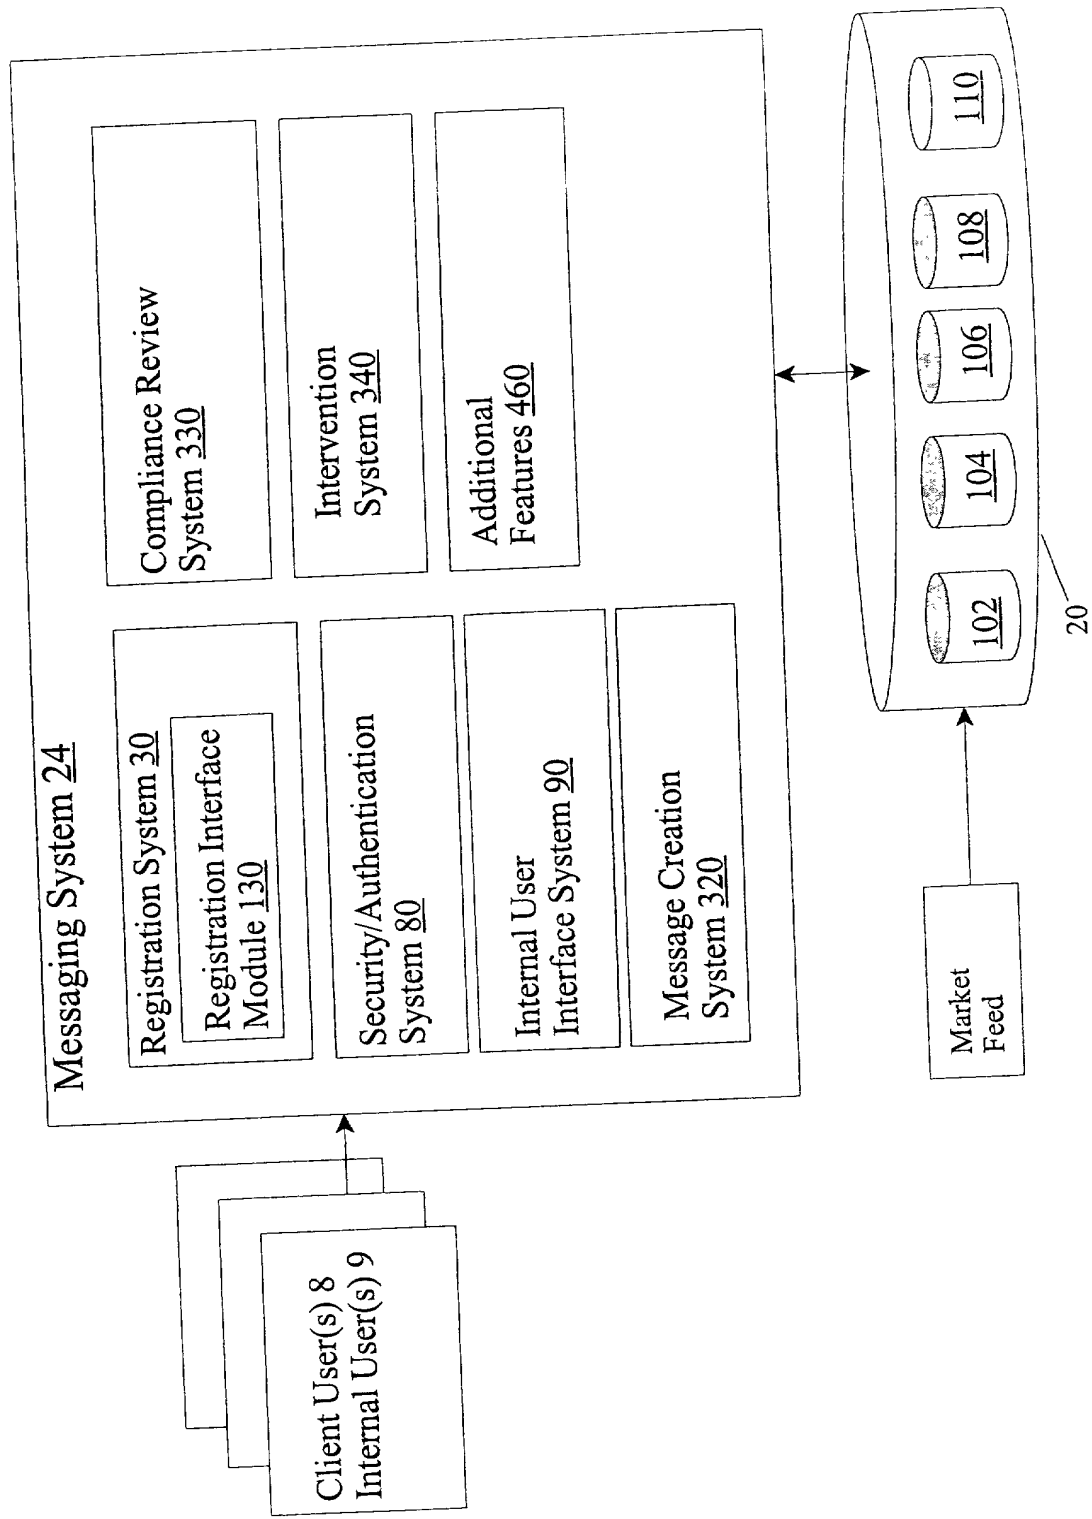 Messaging System 24
Registration System 30
Registration Interface
Module 130
Security/Authentication
System 80
Internal User
Interface System 90
Message Creation
System 320
Compliance Review
System 330
Intervention
System 340
Additional
Features 460
Client User(s) 8
Internal User(s) 9
Market
Feed
102
104
106
108
110
20